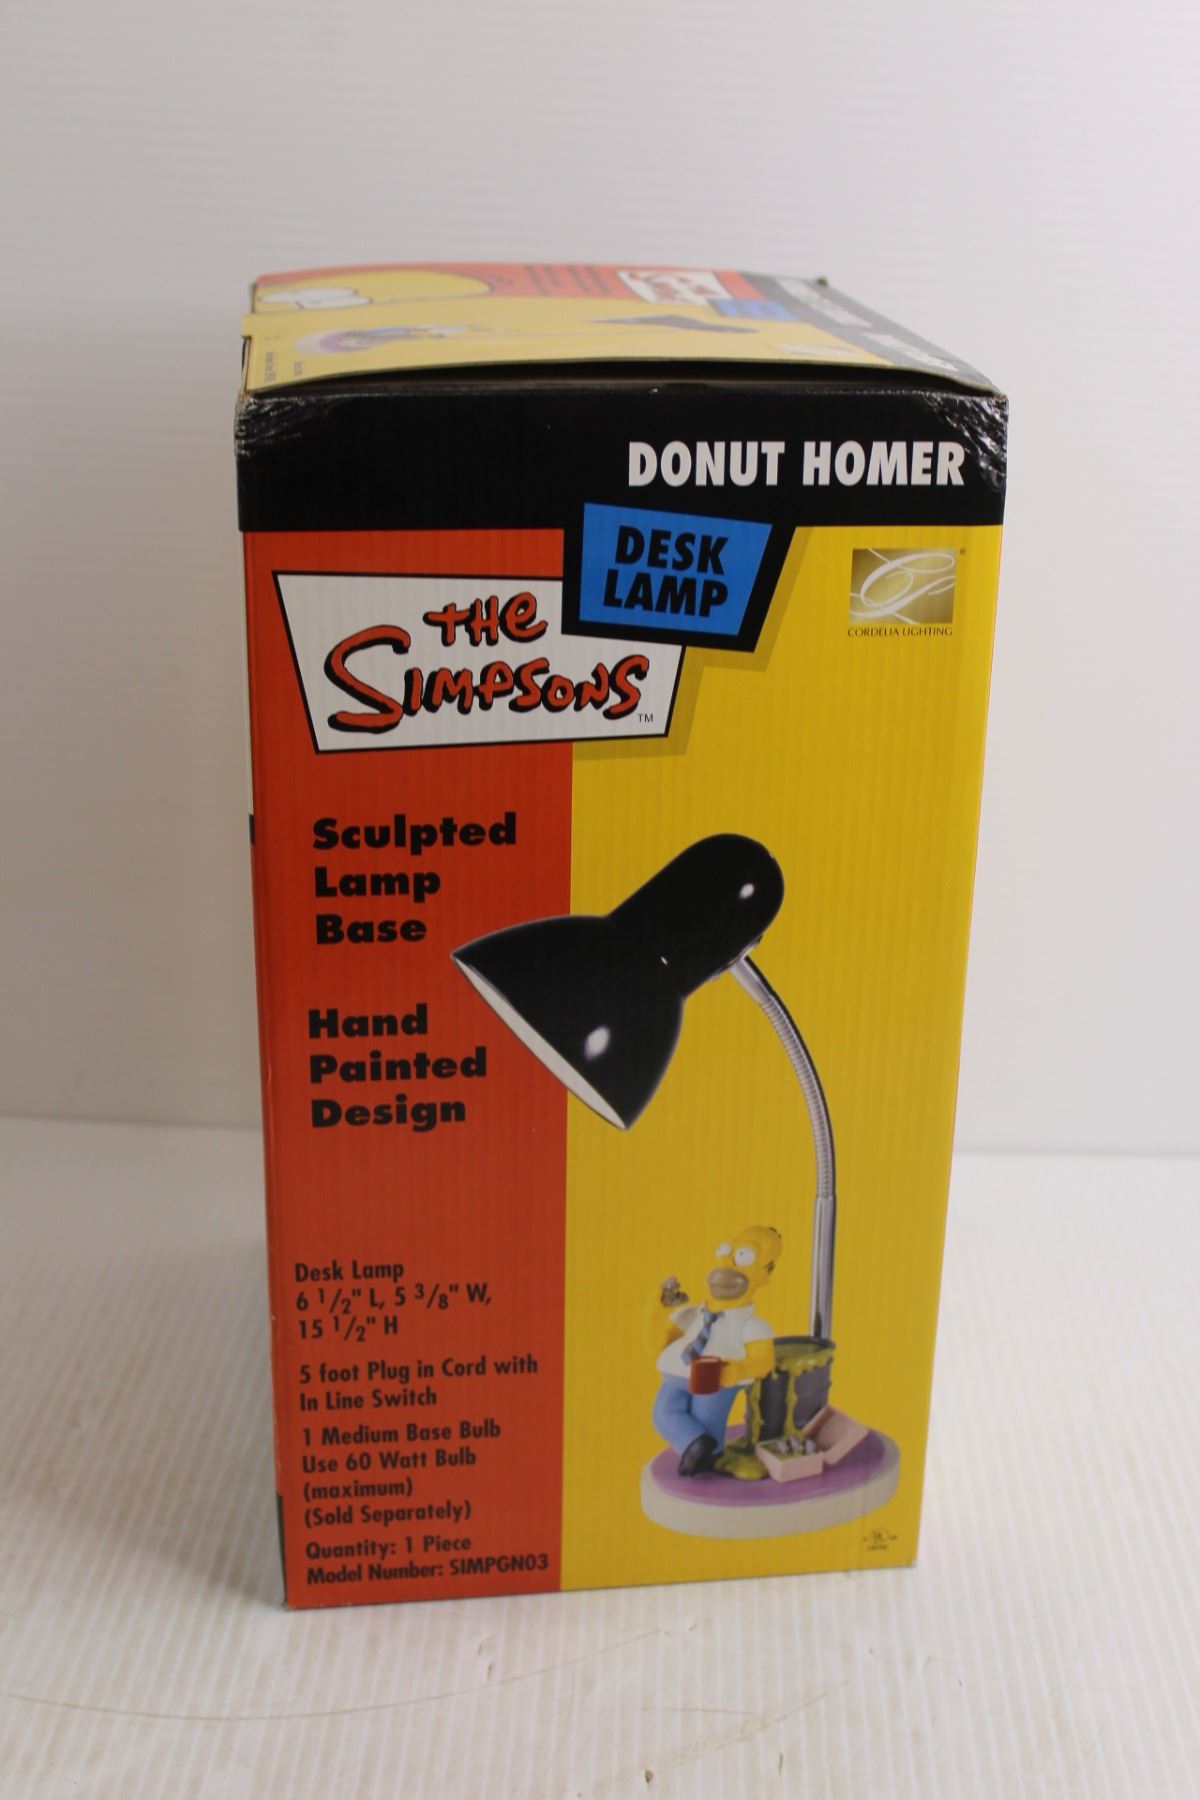 DONUT HOMER
DESK
LAMP
CORDELIA LIGHTING
®
THE
SIMPSONS
TM
Sculpted
Lamp
Base
Hand
Painted
Design
Desk Lamp
6 1/2" L, 5 3/8" W,
15 1/2" H
5 foot Plug in Cord with
In Line Switch
1 Medium Base Bulb
Use 60 Watt Bulb
(maximum)
(Sold Separately)
Quantity: 1 Piece
Model Number: SIMPGN03